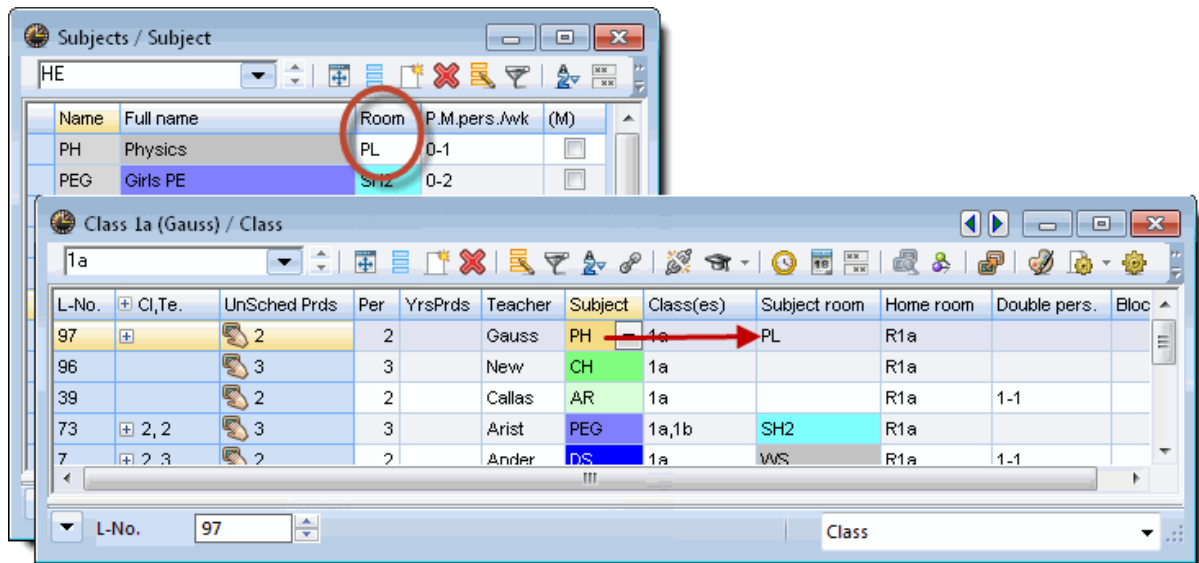 Subjects / Subject
HE
Name Full name Room P.M.pers./wk (M)
PH Physics PL 0-1
PEG Girls PE SH2 0-2
Class 1a (Gauss) / Class
1a
L-No. Cl,Te. UnSched Prds Per YrsPrds Teacher Subject Class(es) Subject room Home room Double pers. Bloc
97 2 2 Gauss PH 1a PL R1a
96 3 3 New CH 1a R1a
39 2 2 Callas AR 1a R1a 1-1
73 2, 2 3 3 Arist PEG 1a,1b SH2 R1a
7 2, 3 2 2 Ander DS 1a WS R1a 1-1
L-No. 97 Class